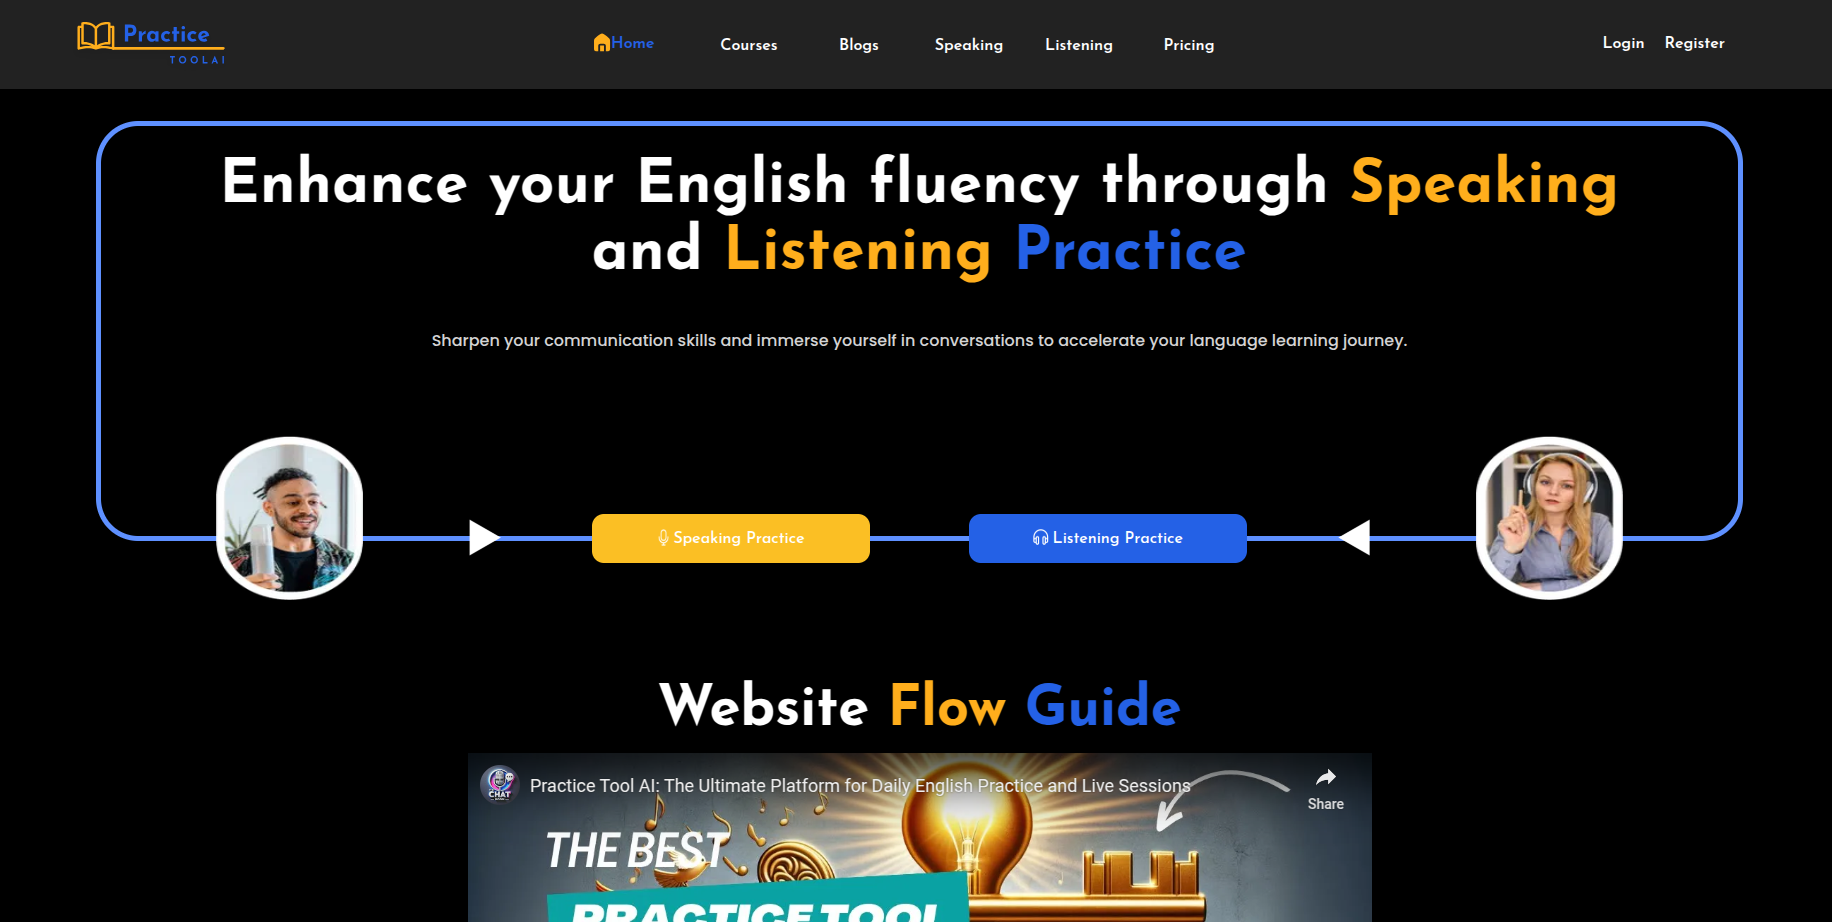 Practice
TOOLAI
Home
Courses
Blogs
Speaking
Listening
Pricing
Login
Register
Enhance your English fluency through Speaking
and Listening Practice
Sharpen your communication skills and immerse yourself in conversations to accelerate your language learning journey.
Speaking Practice
Listening Practice
Website Flow Guide
CHAT
Practice Tool AI: The Ultimate Platform for Daily English Practice and Live Sessions
Share
THE BEST
PRACTICE TOOL